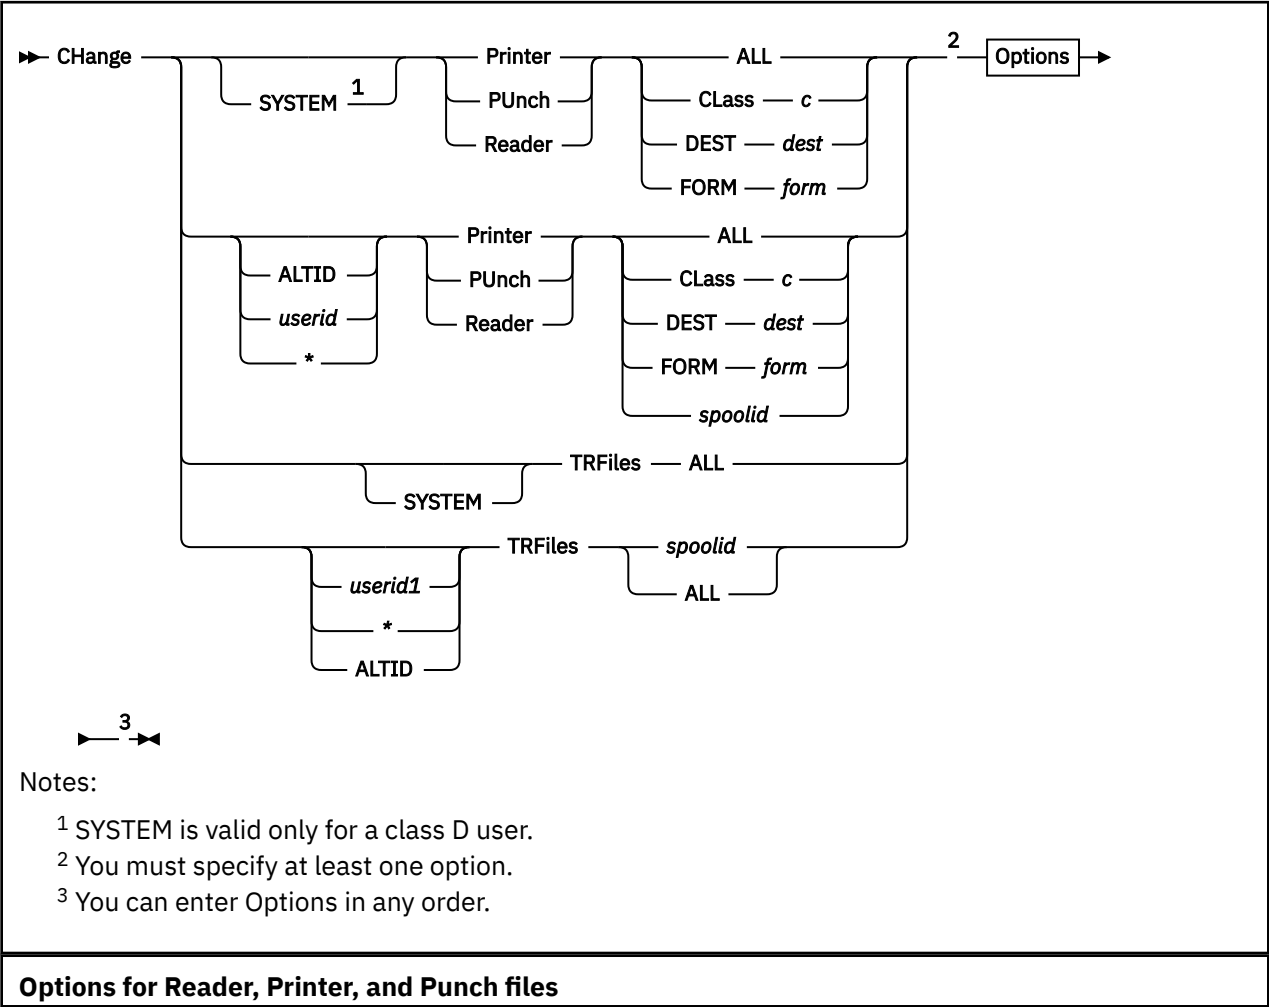 CHange Printer ALL 2 Options
SYSTEM 1 PUnch CLass c
Reader DEST dest
FORM form
Printer ALL
ALTID PUnch CLass c
userid Reader DEST dest
* FORM form
spoolid
TRFiles ALL
SYSTEM
TRFiles spoolid
userid1 ALL
*
ALTID
3
Notes:
1 SYSTEM is valid only for a class D user.
2 You must specify at least one option.
3 You can enter Options in any order.
Options for Reader, Printer, and Punch files